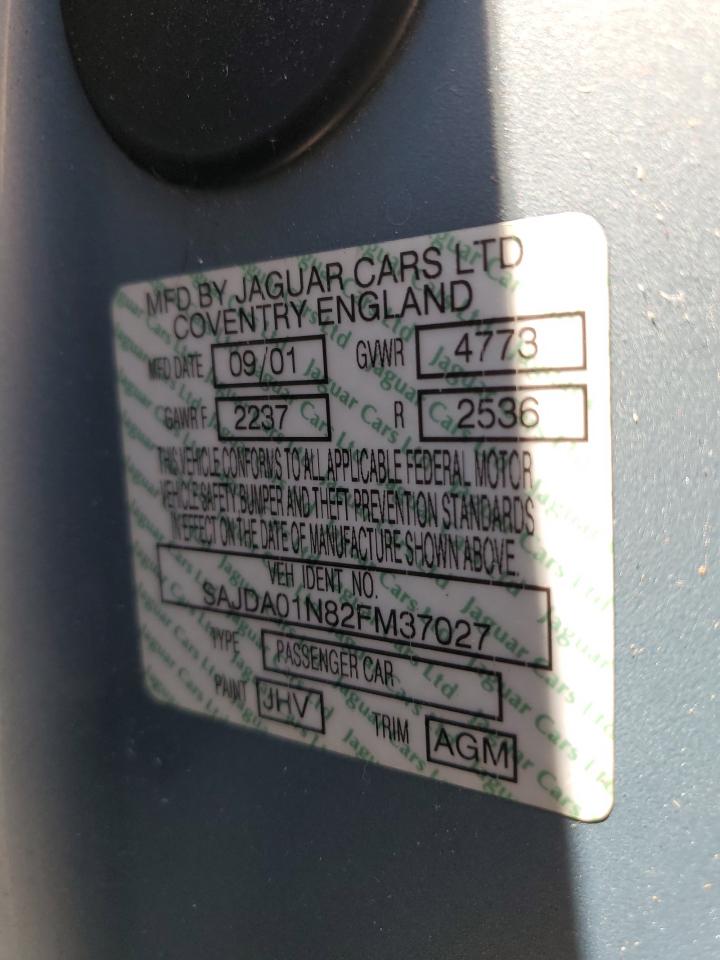 MFD BY JAGUAR CARS LTD
COVENTRY ENGLAND
MFD DATE 09/01 GVWR 4773
GAWR F 2237 R 2536
THIS VEHICLE CONFORMS TO ALL APPLICABLE FEDERAL MOTOR
VEHICLE SAFETY BUMPER AND THEFT PREVENTION STANDARDS
IN EFFECT ON THE DATE OF MANUFACTURE SHOWN ABOVE.
VEH IDENT NO.
SAJDA01N82FM37027
TYPE PASSENGER CAR
PAINT JHV TRIM AGM